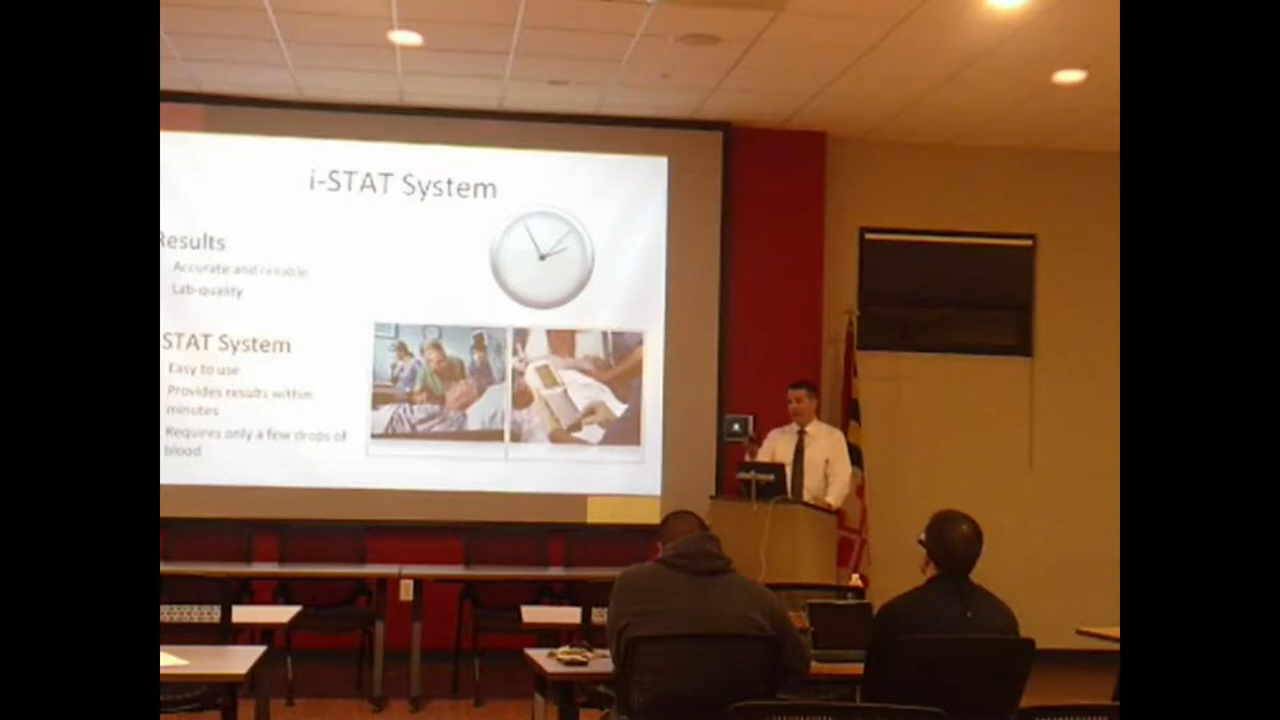 i-STAT System
Results
Accurate and reliable
Lab-quality
STAT System
Easy to use
Provides results within
minutes
Requires only a few drops of
blood